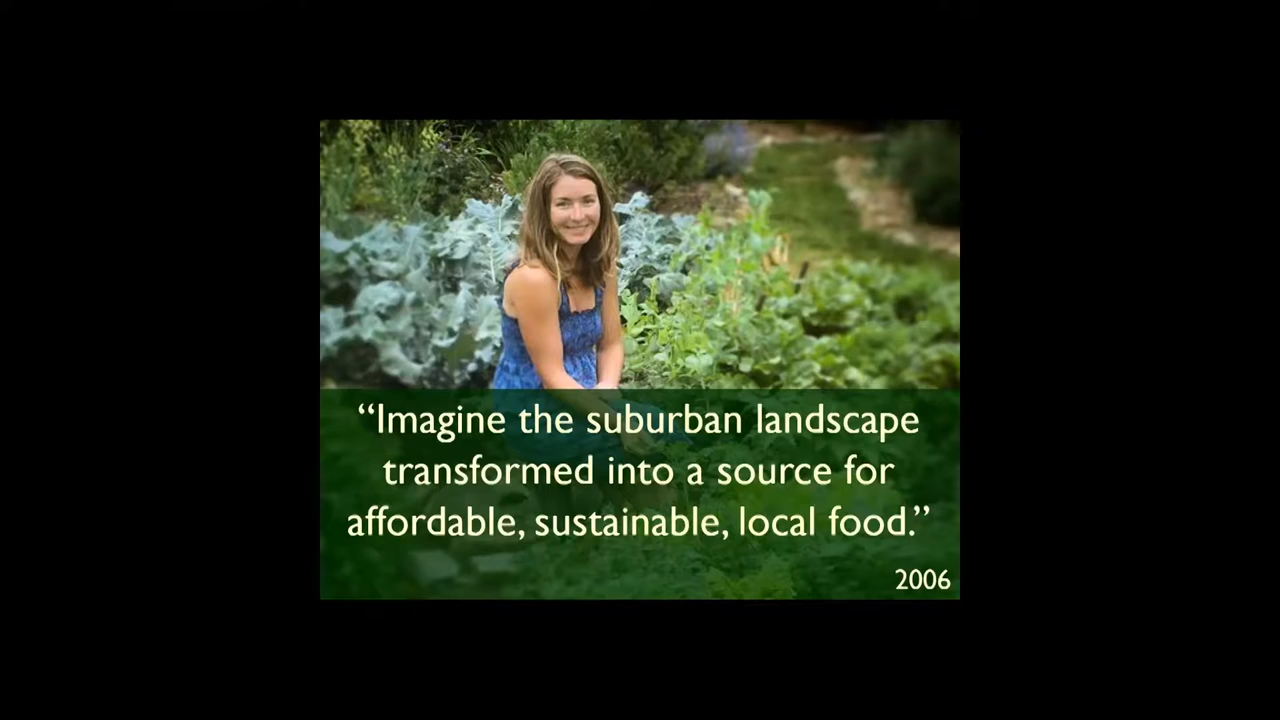 “Imagine the suburban landscape
transformed into a source for
affordable, sustainable, local food.”
2006